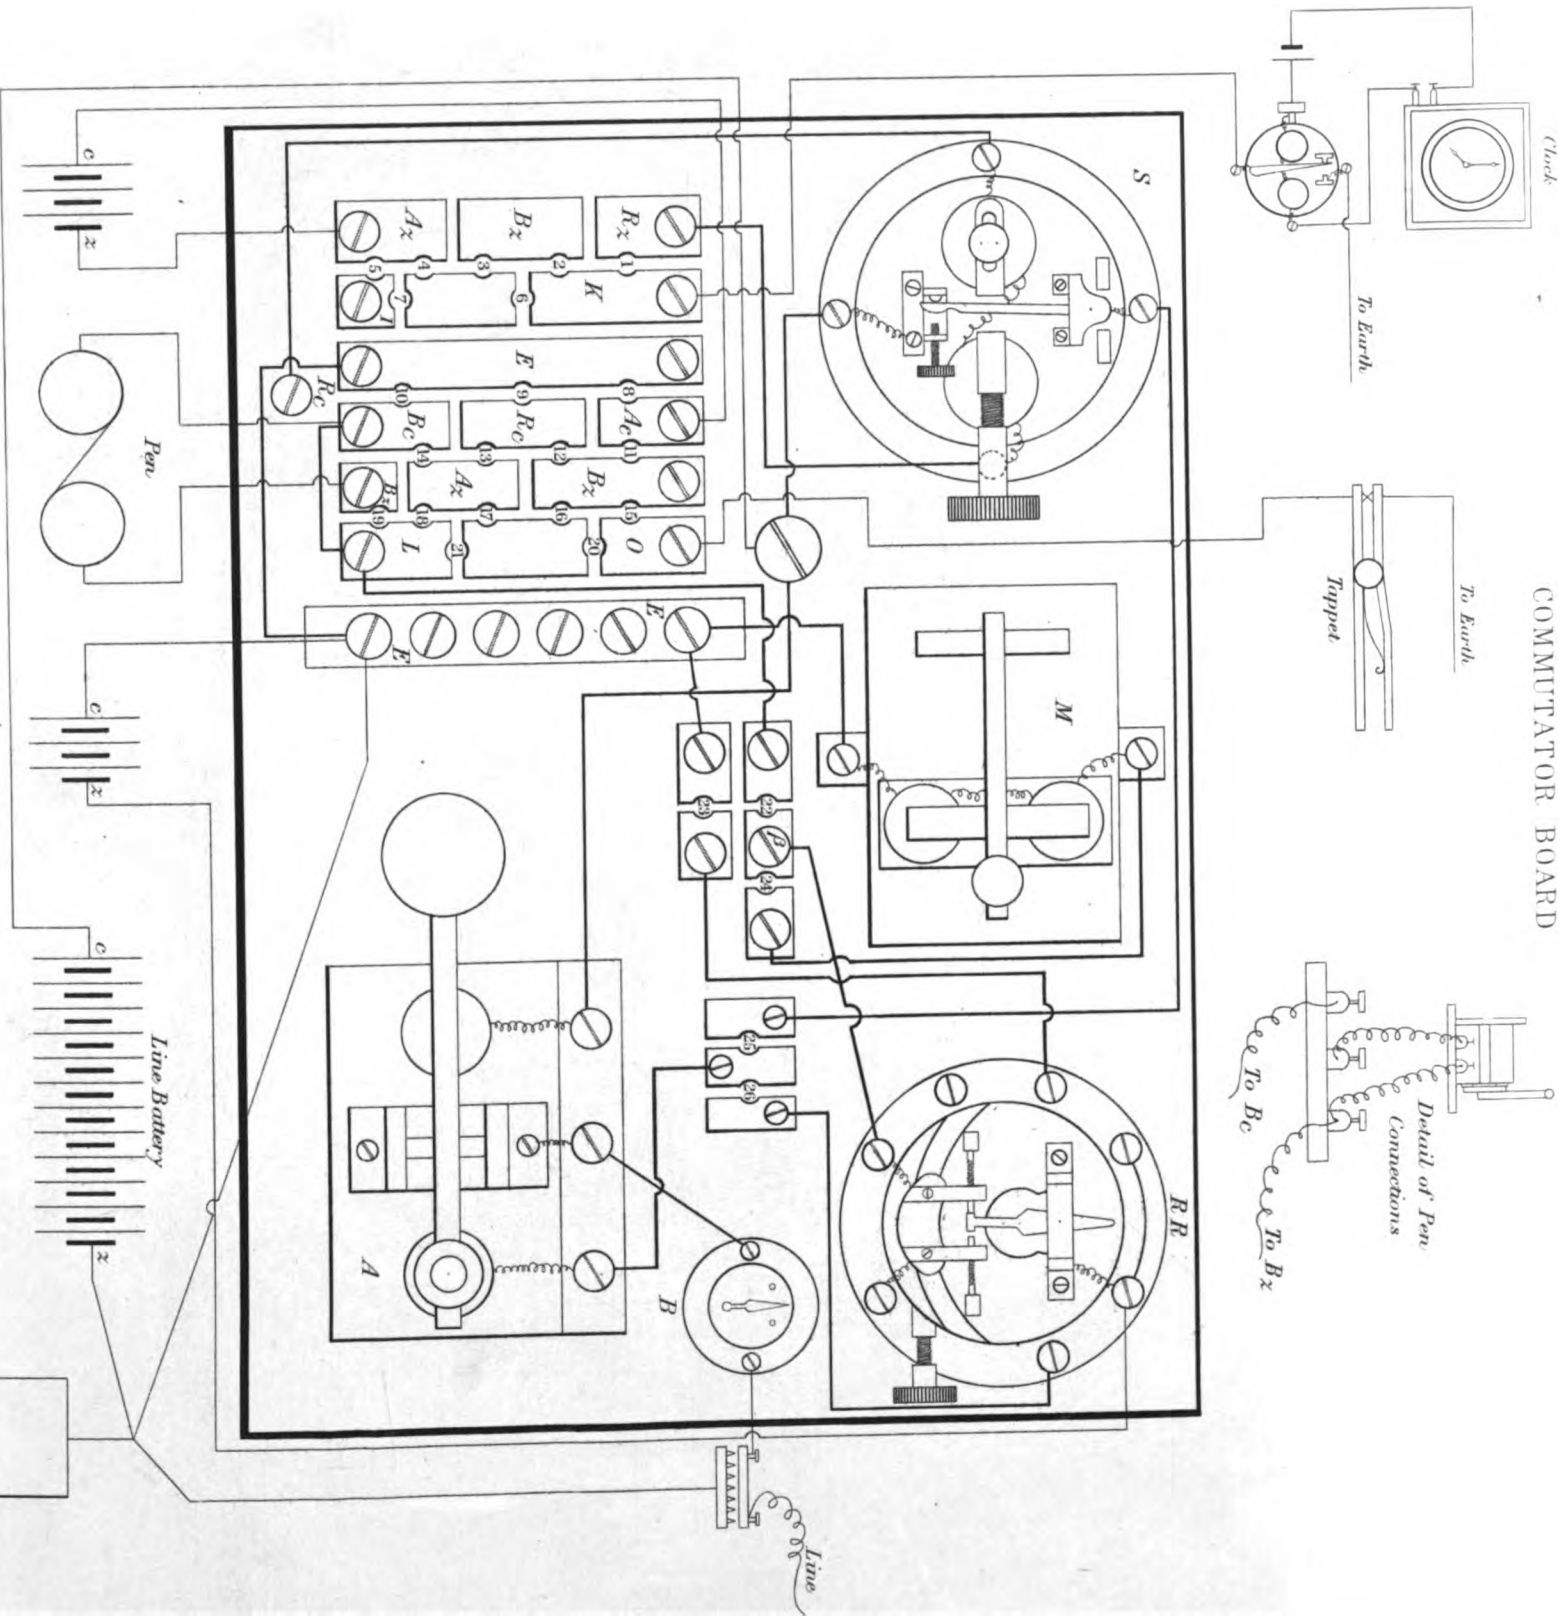 Clock
COMMUTATOR BOARD
To Earth
To Earth
Tappet
Detail of Pen
Connections
To Bc
To Bz
S
M
RR
Line
22
β
24
25
26
23
B
Rz
1
K
E
8
Ac
11
Bz
15
O
20
E
Bz
3
2
6
E
9
Rc
13
12
Az
17
16
21
Az
5
4
7
10
Bc
14
Bz
19
18
L
E
Rc
A
Pen
Line Battery
c
z
c
z
c
z